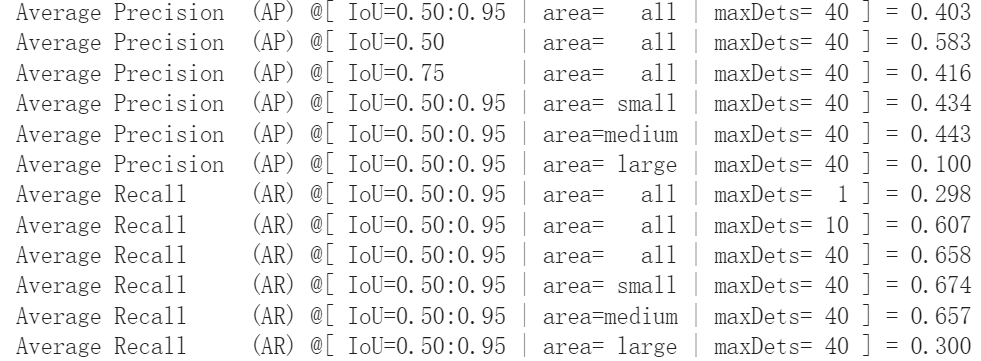 Average Precision  (AP) @[ IoU=0.50:0.95 | area=   all | maxDets= 40 ] = 0.403
Average Precision  (AP) @[ IoU=0.50      | area=   all | maxDets= 40 ] = 0.583
Average Precision  (AP) @[ IoU=0.75      | area=   all | maxDets= 40 ] = 0.416
Average Precision  (AP) @[ IoU=0.50:0.95 | area= small | maxDets= 40 ] = 0.434
Average Precision  (AP) @[ IoU=0.50:0.95 | area=medium | maxDets= 40 ] = 0.443
Average Precision  (AP) @[ IoU=0.50:0.95 | area= large | maxDets= 40 ] = 0.100
Average Recall     (AR) @[ IoU=0.50:0.95 | area=   all | maxDets=  1 ] = 0.298
Average Recall     (AR) @[ IoU=0.50:0.95 | area=   all | maxDets= 10 ] = 0.607
Average Recall     (AR) @[ IoU=0.50:0.95 | area=   all | maxDets= 40 ] = 0.658
Average Recall     (AR) @[ IoU=0.50:0.95 | area= small | maxDets= 40 ] = 0.674
Average Recall     (AR) @[ IoU=0.50:0.95 | area=medium | maxDets= 40 ] = 0.657
Average Recall     (AR) @[ IoU=0.50:0.95 | area= large | maxDets= 40 ] = 0.300